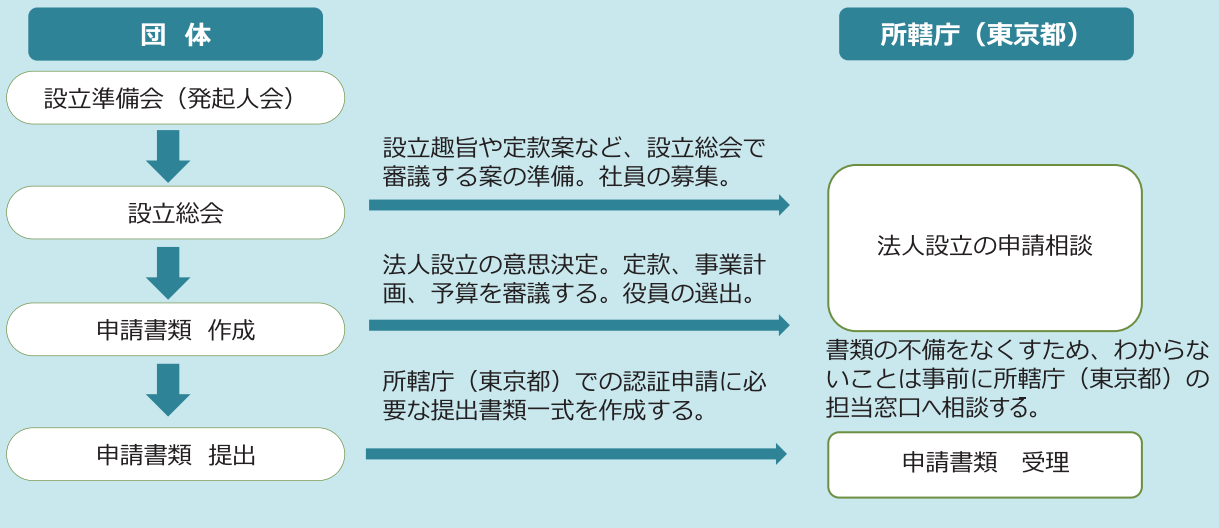 団 体
所轄庁（東京都）
設立準備会（発起人会）
設立趣旨や定款案など、設立総会で
審議する案の準備。社員の募集。
設立総会
法人設立の申請相談
法人設立の意思決定。定款、事業計
画、予算を審議する。役員の選出。
申請書類 作成
書類の不備をなくすため、わからな
いことは事前に所轄庁（東京都）の
担当窓口へ相談する。
所轄庁（東京都）での認証申請に必
要な提出書類一式を作成する。
申請書類 提出
申請書類　受理